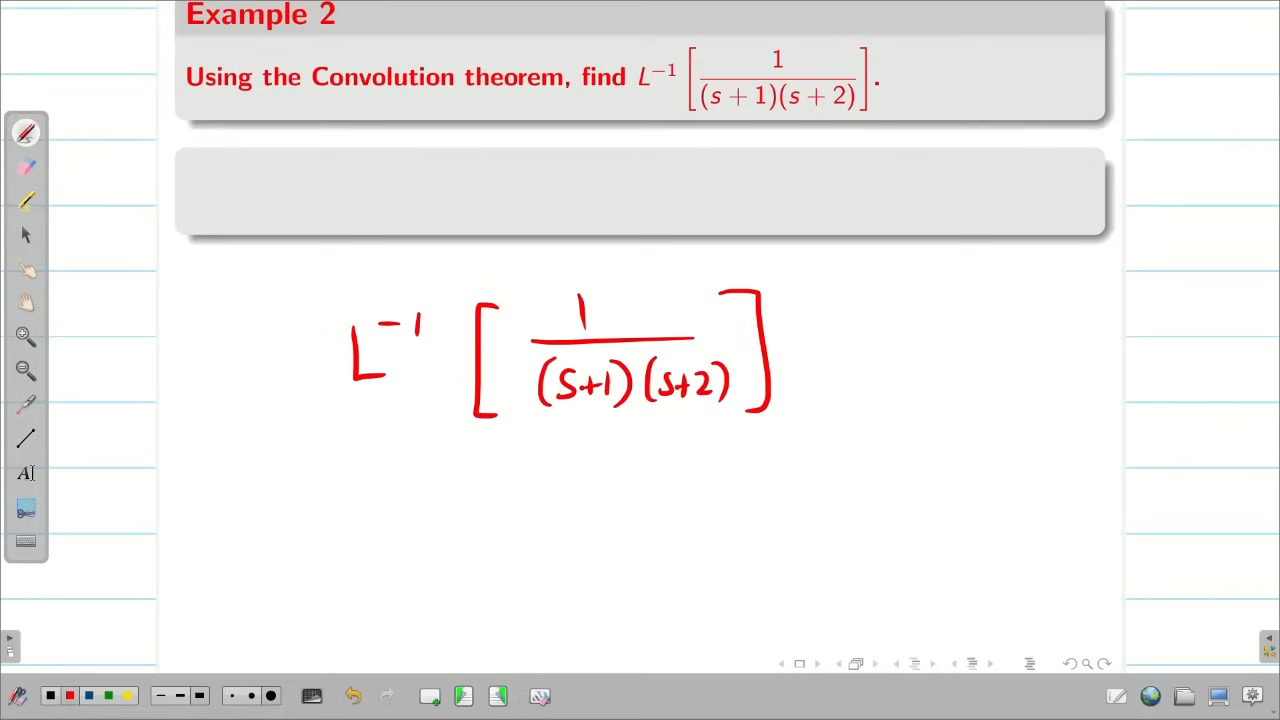 Example 2
Using the Convolution theorem, find L⁻¹ [ 1 / (s + 1)(s + 2) ].
L⁻¹ [ 1 / (S+1)(S+2) ]
A